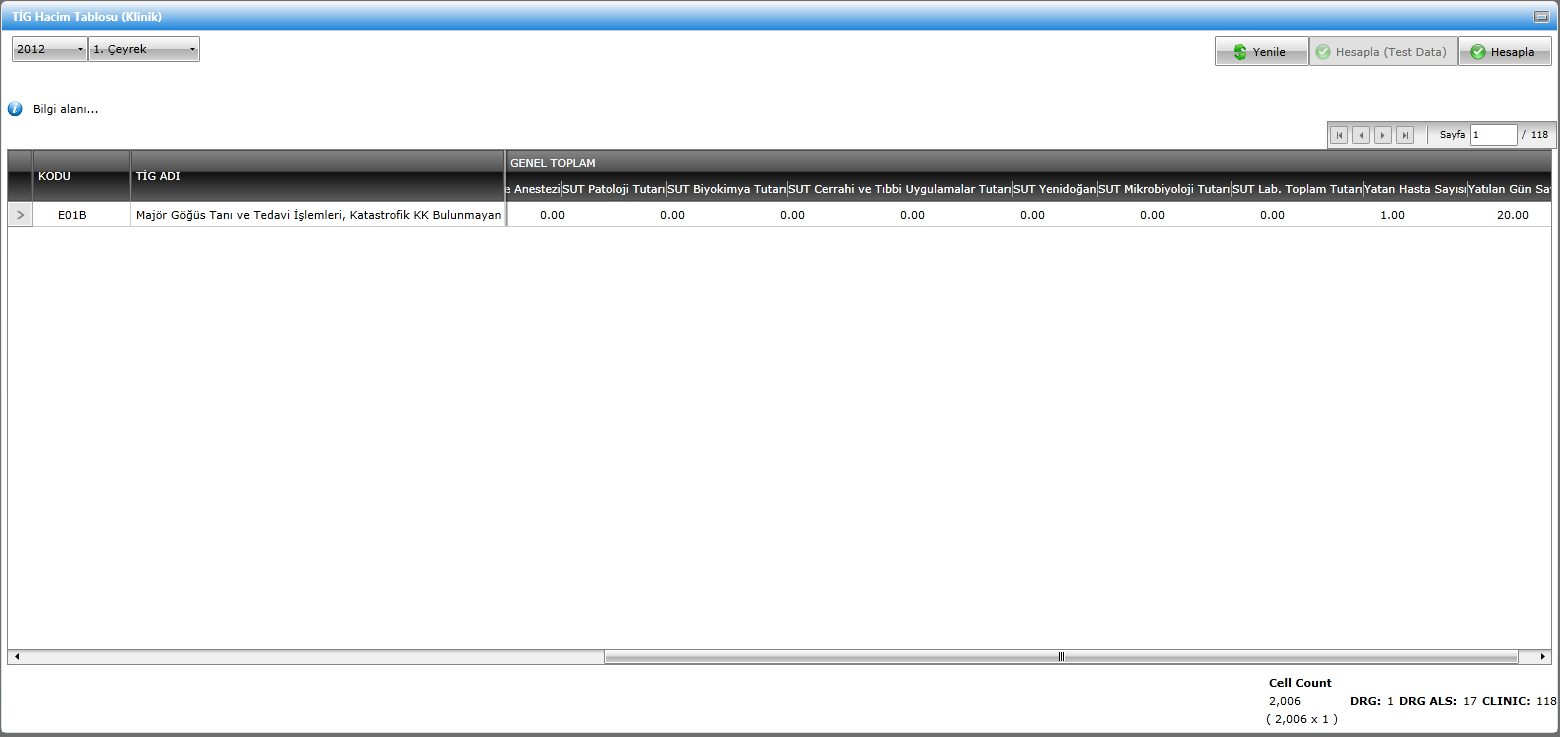 TİG Hacim Tablosu (Klinik)
2012 1. Çeyrek Yenile Hesapla (Test Data) Hesapla
Bilgi alanı...
Sayfa 1 / 118
KODU TİG ADI GENEL TOPLAM
e Anestezi SUT Patoloji Tutarı SUT Biyokimya Tutarı SUT Cerrahi ve Tıbbi Uygulamalar Tutarı SUT Yenidoğan SUT Mikrobiyoloji Tutarı SUT Lab. Toplam Tutarı Yatan Hasta Sayısı Yatılan Gün Say
E01B Majör Göğüs Tanı ve Tedavi İşlemleri, Katastrofik KK Bulunmayan 0.00 0.00 0.00 0.00 0.00 0.00 0.00 1.00 20.00
Cell Count
2,006 DRG: 1 DRG ALS: 17 CLINIC: 118
( 2,006 x 1 )